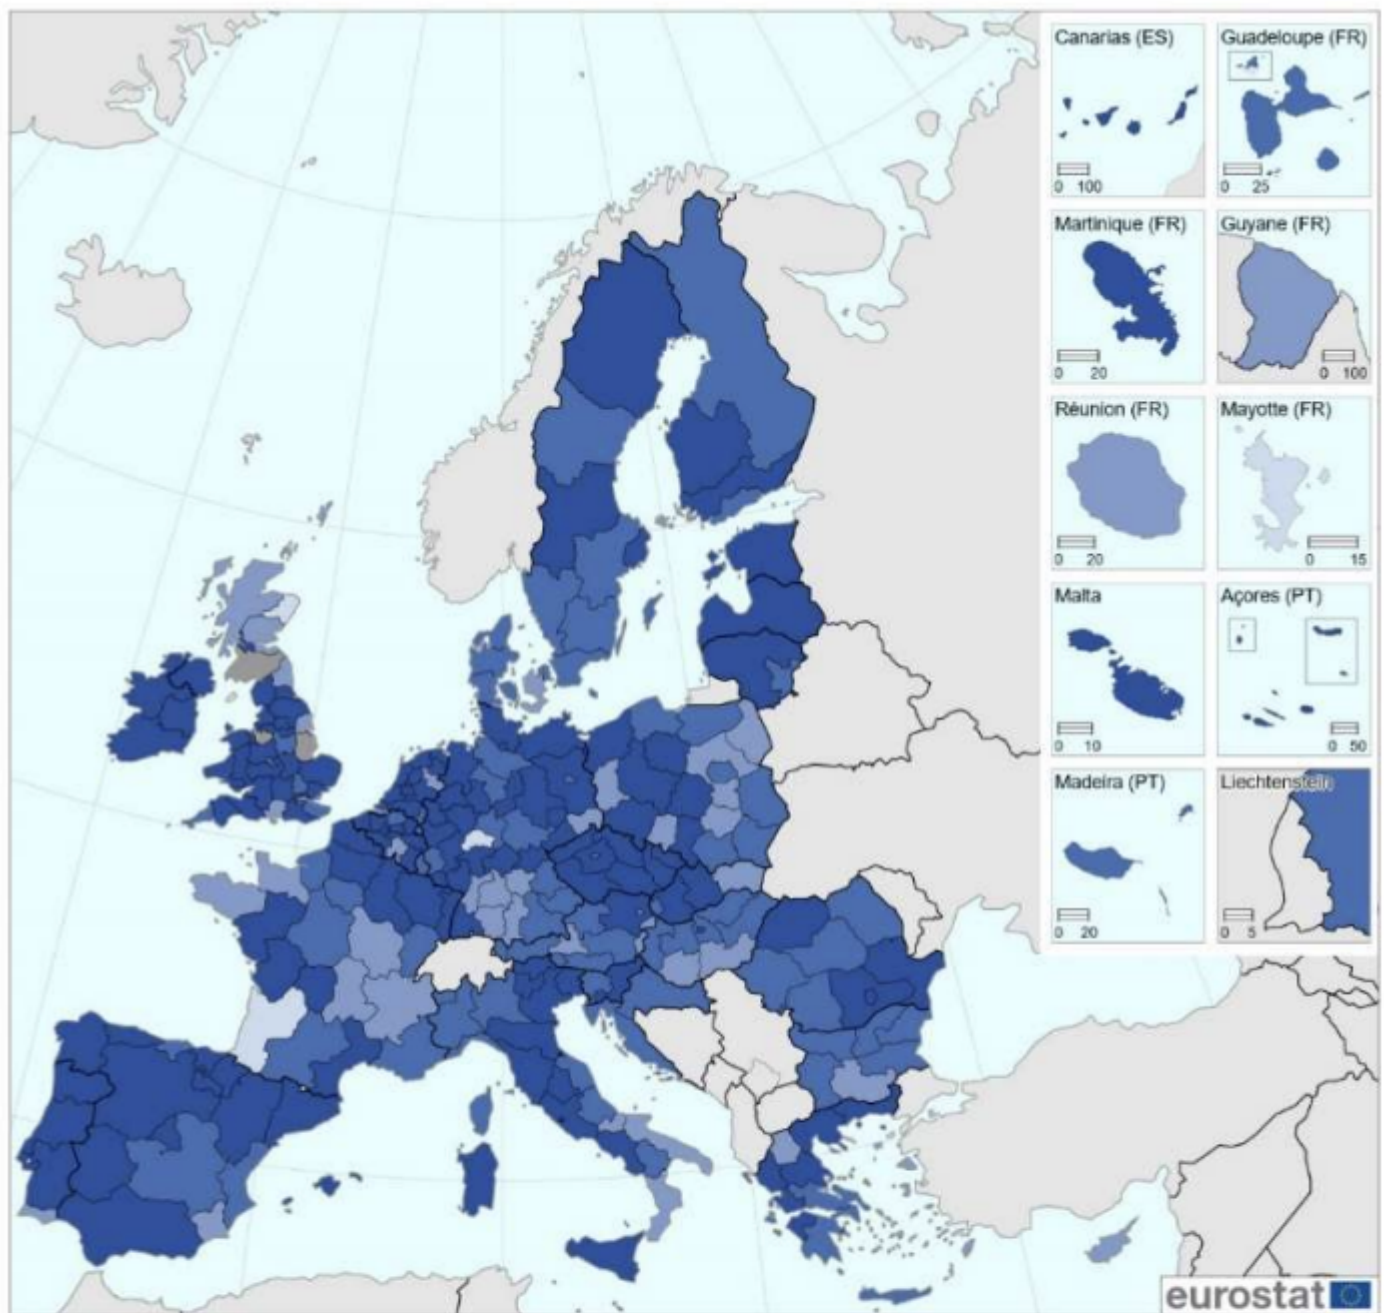 Canarias (ES)
0 100
Guadeloupe (FR)
0 25
Martinique (FR)
0 20
Guyane (FR)
0 100
Réunion (FR)
0 20
Mayotte (FR)
0 15
Malta
0 10
Açores (PT)
0 50
Madeira (PT)
0 20
Liechtenstein
0 5
eurostat